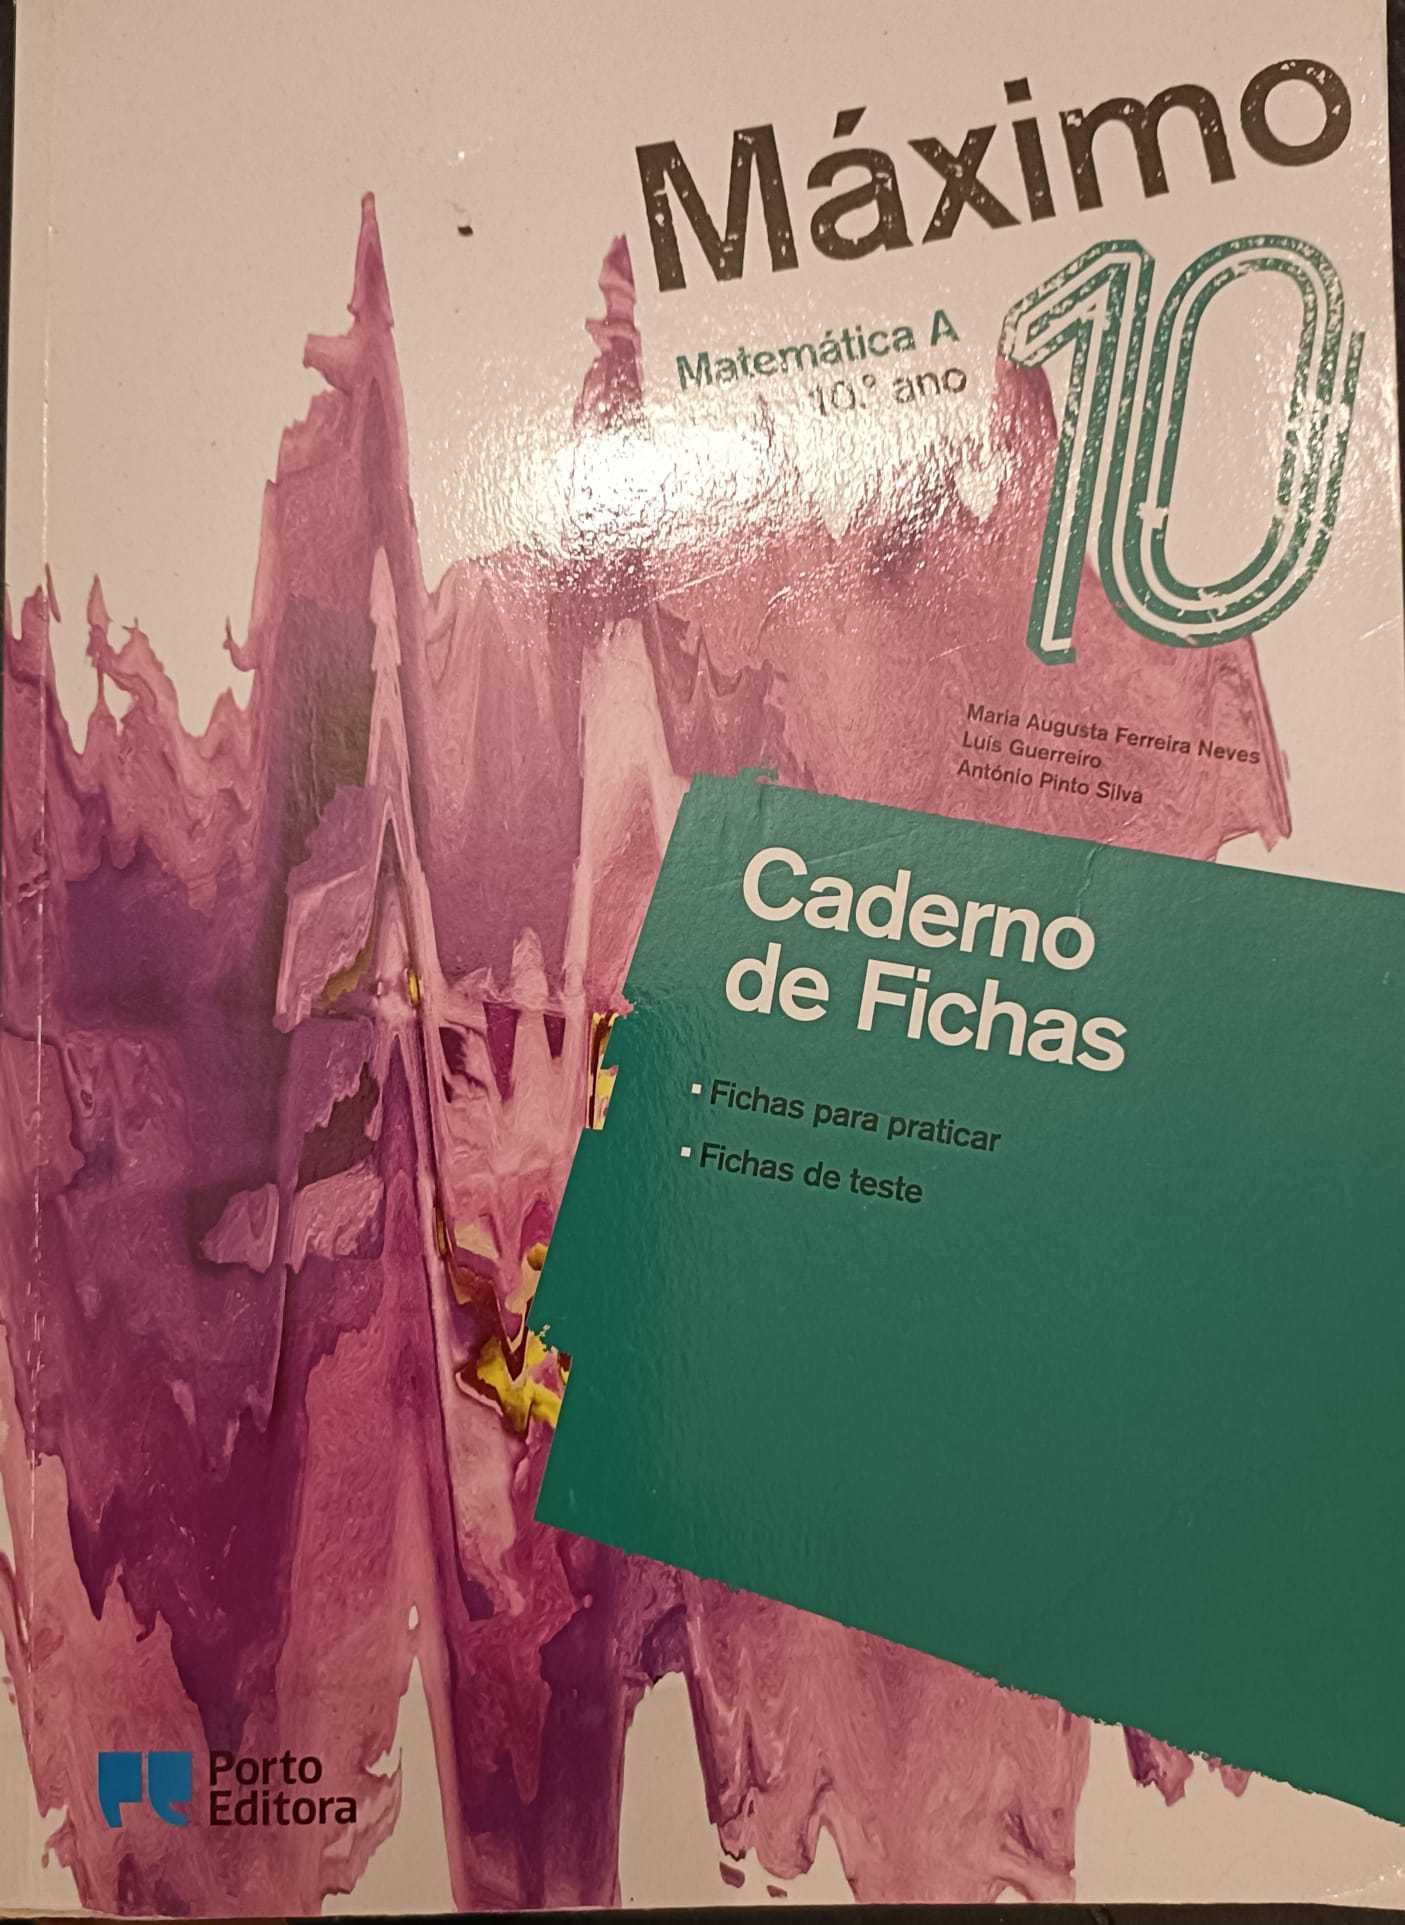 Máximo
10
Matemática A
10.º ano
Maria Augusta Ferreira Neves
Luís Guerreiro
António Pinto Silva
Caderno
de Fichas
▪ Fichas para praticar
▪ Fichas de teste
Porto
Editora